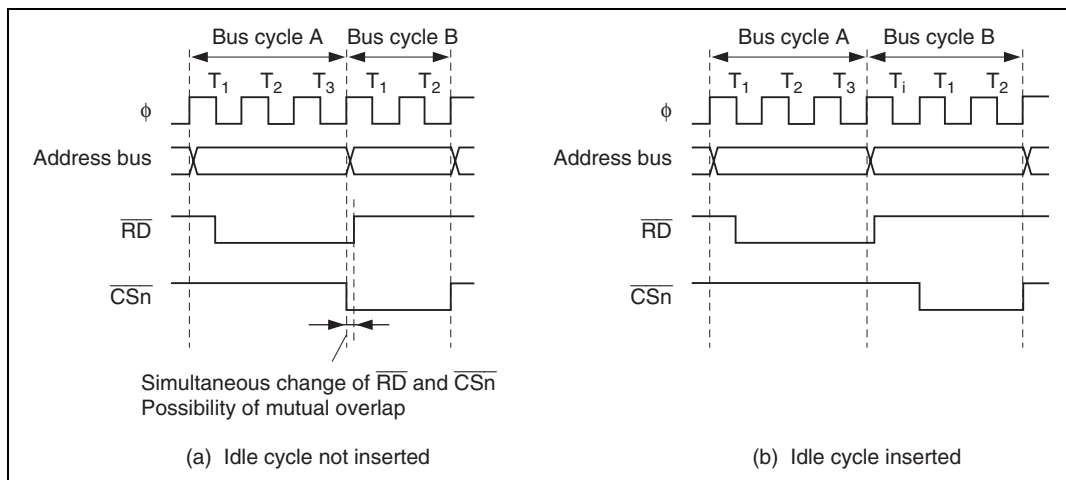 Bus cycle A Bus cycle B
T1 T2 T3 T1 T2
ϕ
Address bus
RD
CSn
Simultaneous change of RD and CSn
Possibility of mutual overlap
(a) Idle cycle not inserted
Bus cycle A Bus cycle B
T1 T2 T3 Ti T1 T2
ϕ
Address bus
RD
CSn
(b) Idle cycle inserted